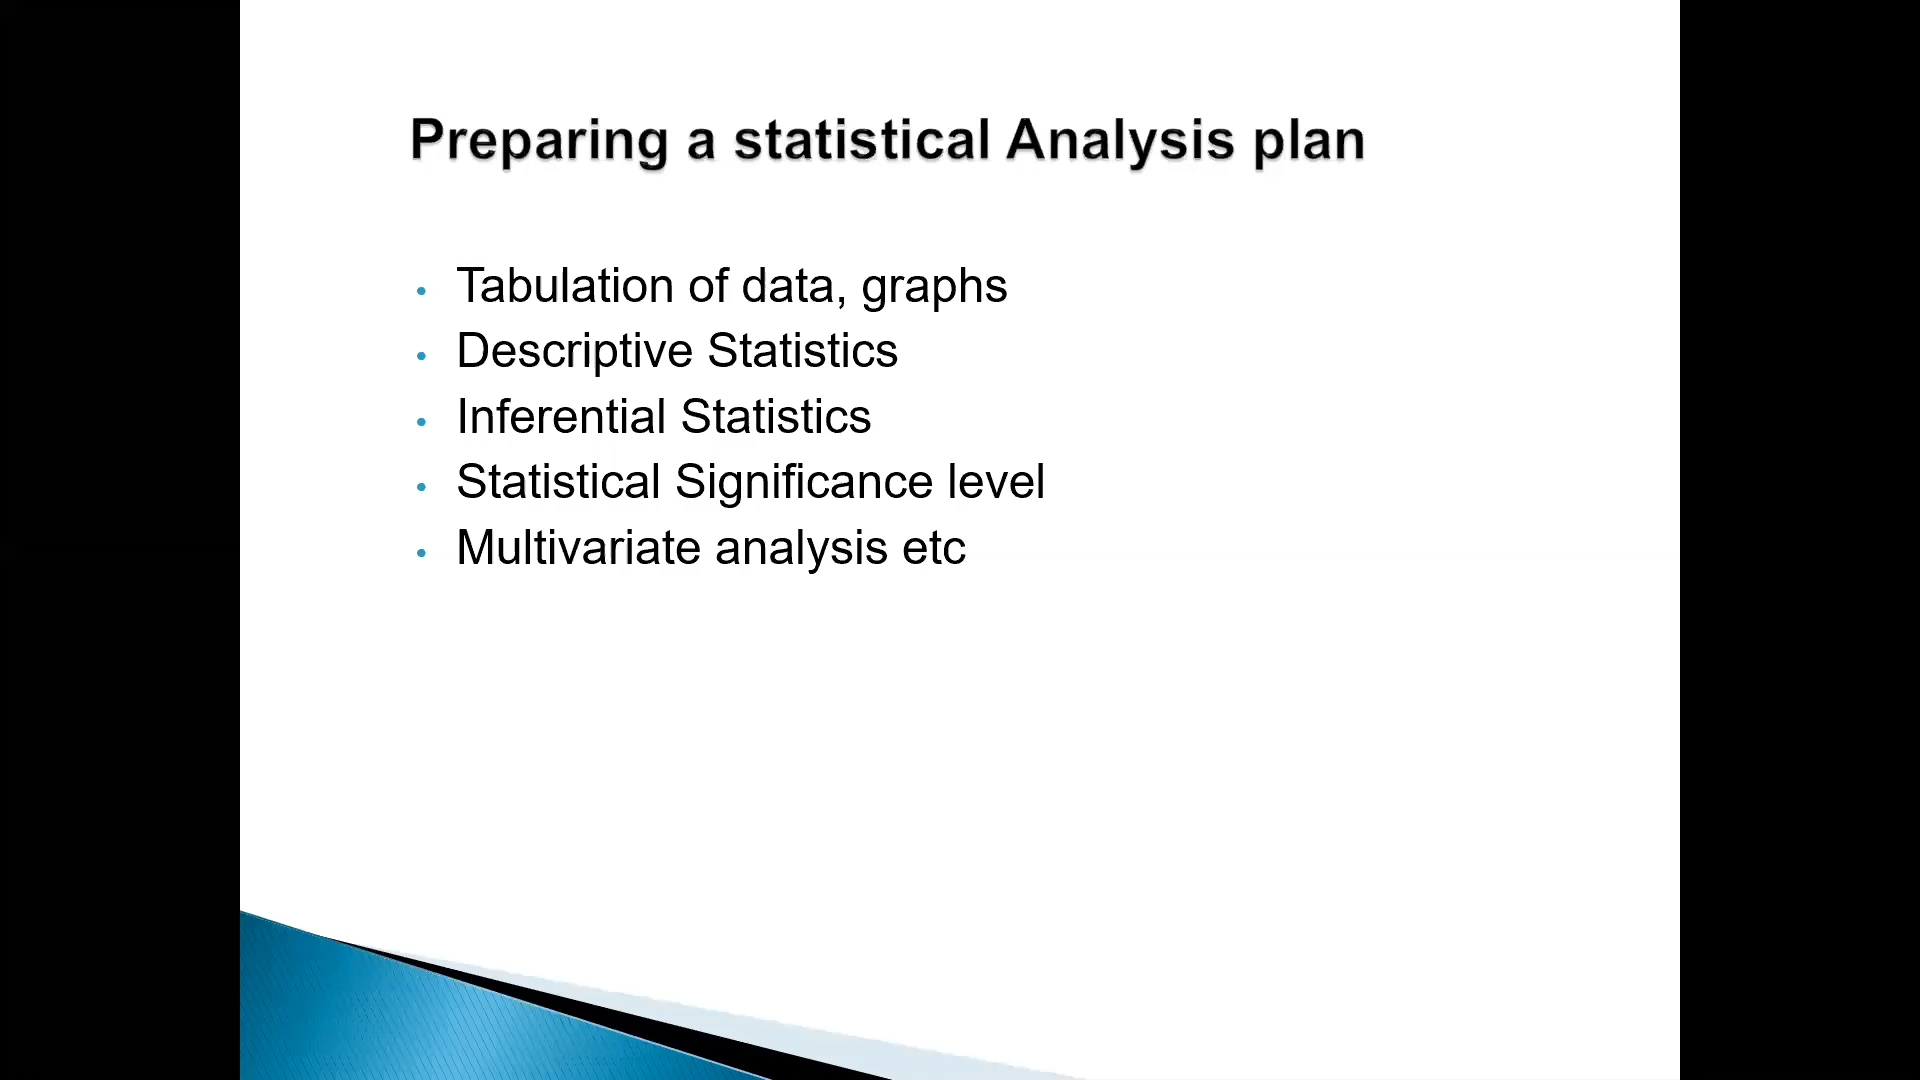 Preparing a statistical Analysis plan
• Tabulation of data, graphs
• Descriptive Statistics
• Inferential Statistics
• Statistical Significance level
• Multivariate analysis etc